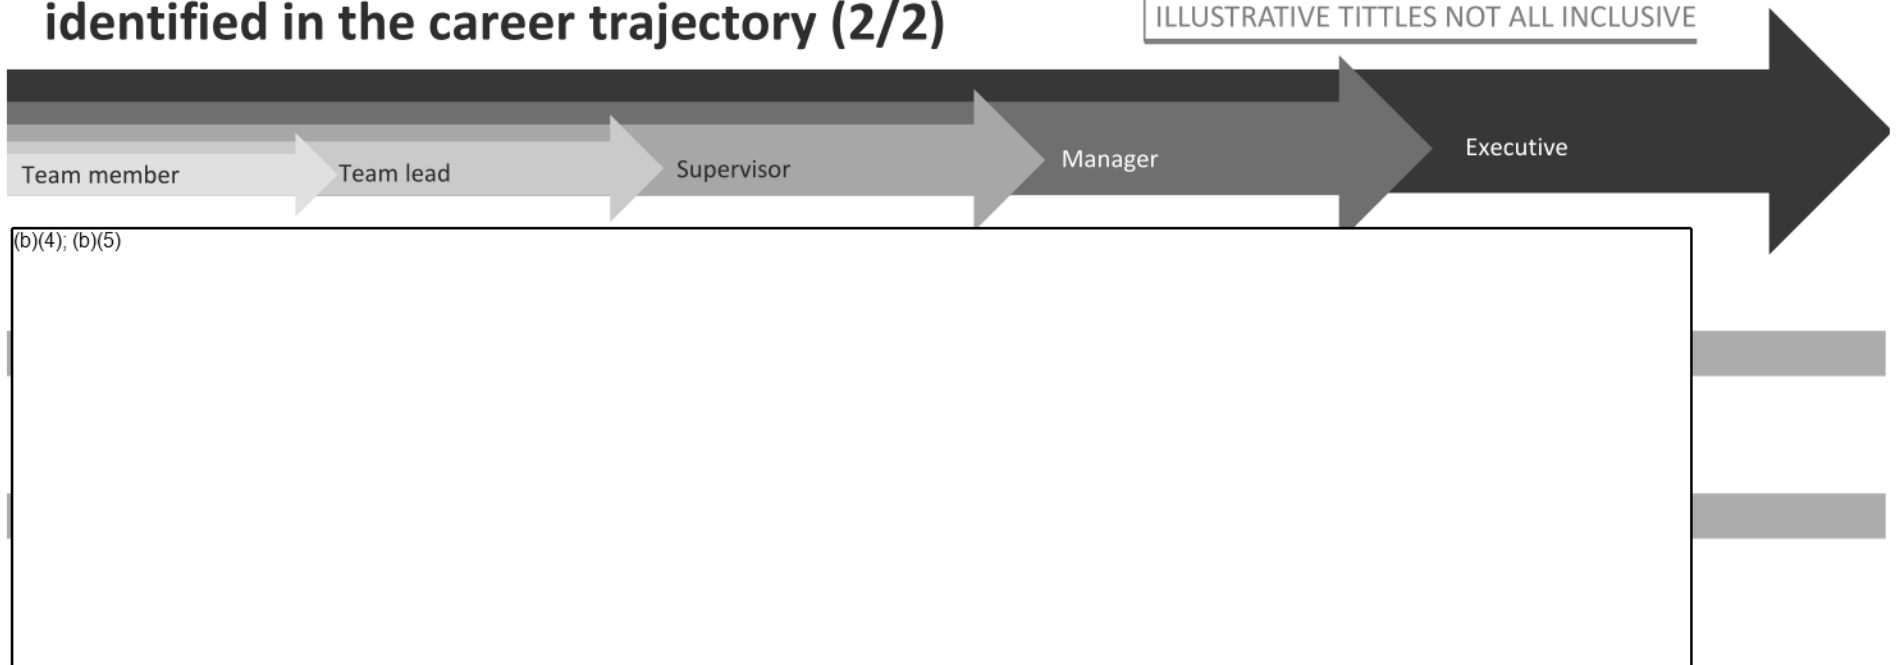 identified in the career trajectory (2/2)
ILLUSTRATIVE TITTLES NOT ALL INCLUSIVE
Team member
Team lead
Supervisor
Manager
Executive
(b)(4); (b)(5)